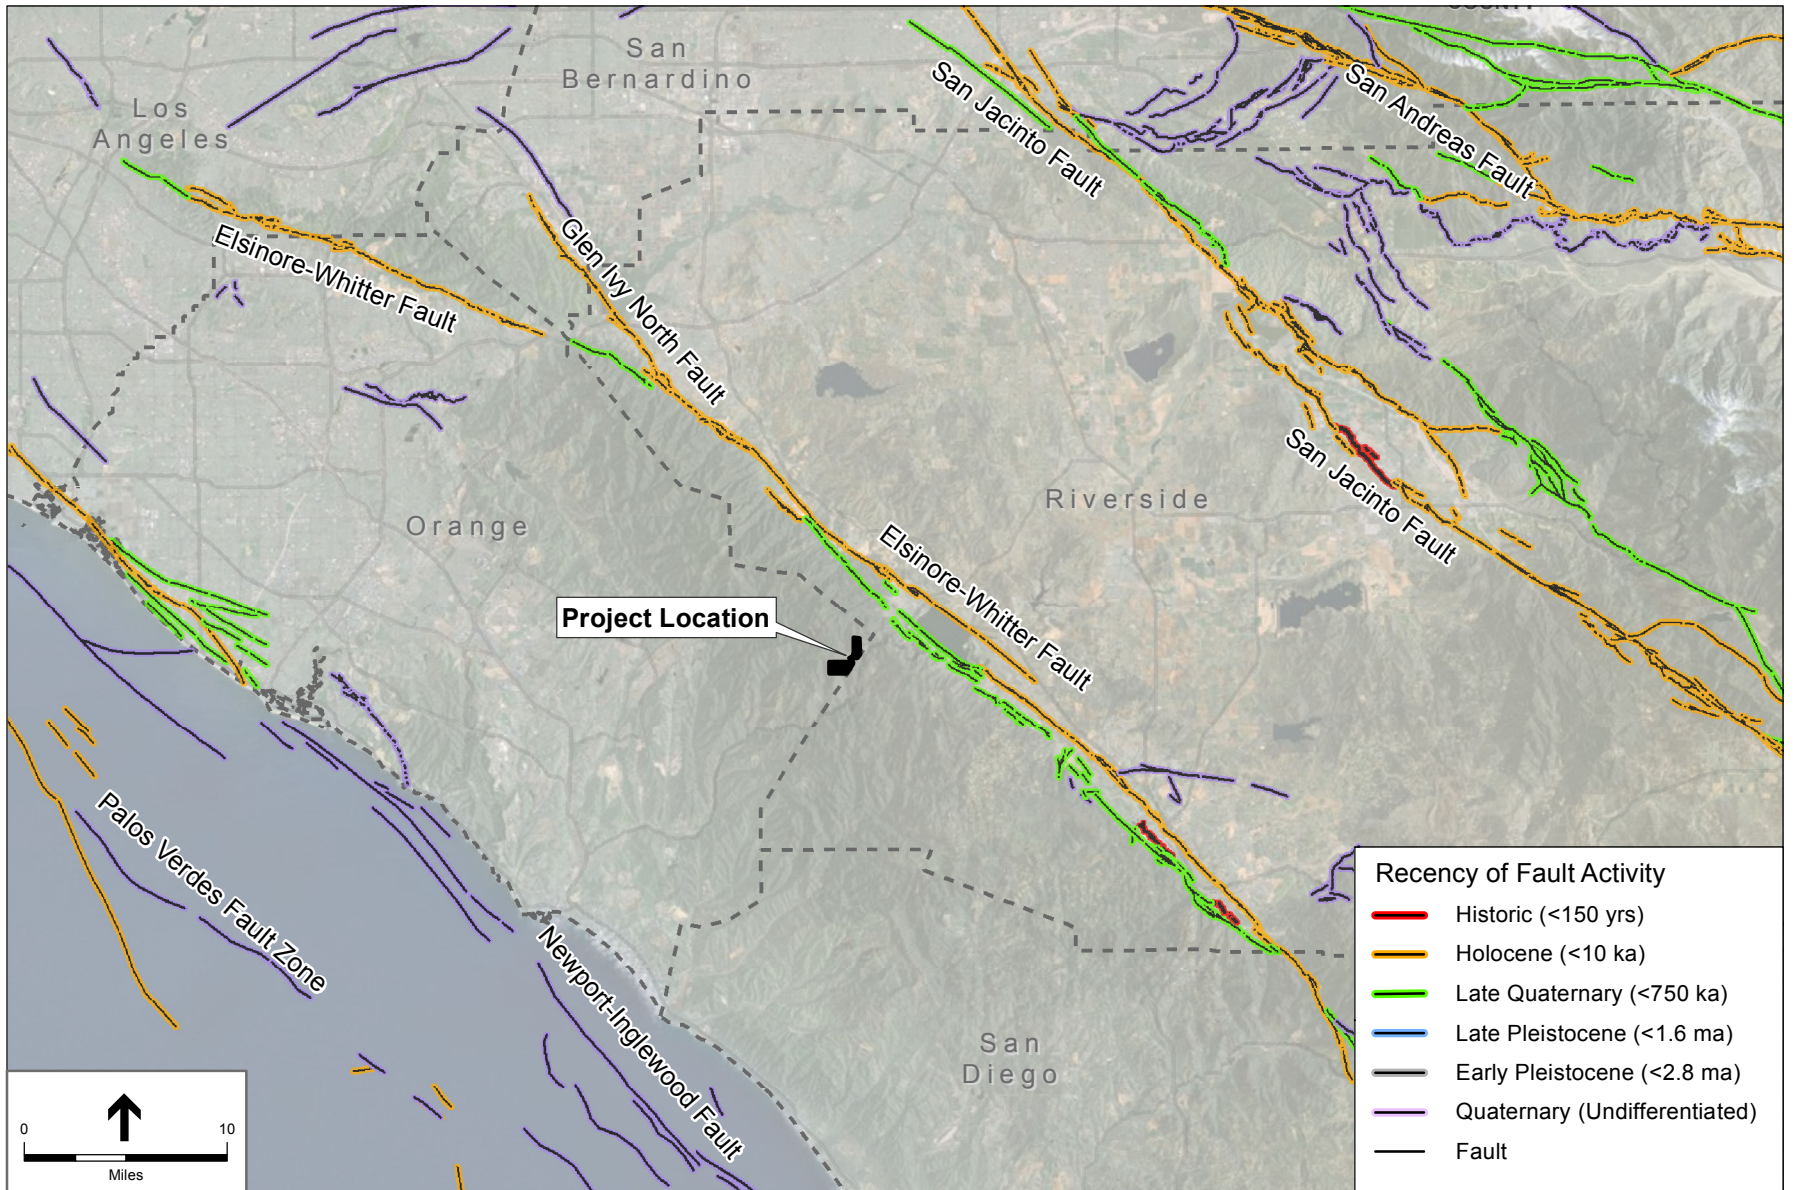 COUNTY
San
Bernardino
Los
Angeles
San Jacinto Fault
San Andreas Fault
Elsinore-Whitter Fault
Glen Ivy North Fault
Riverside
San Jacinto Fault
Orange
Elsinore-Whitter Fault
Project Location
Palos Verdes Fault Zone
Newport-Inglewood Fault
San
Diego
Recency of Fault Activity
Historic (<150 yrs)
Holocene (<10 ka)
Late Quaternary (<750 ka)
Late Pleistocene (<1.6 ma)
Early Pleistocene (<2.8 ma)
Quaternary (Undifferentiated)
Fault
0 10
Miles